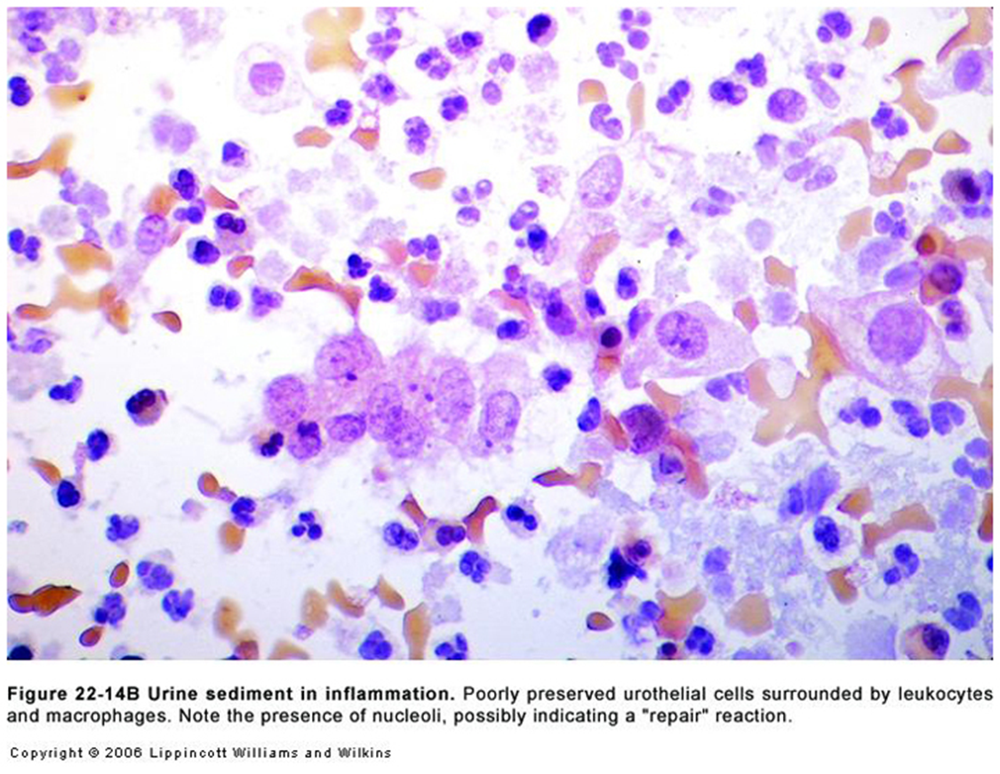 Figure 22-14B Urine sediment in inflammation. Poorly preserved urothelial cells surrounded by leukocytes
and macrophages. Note the presence of nucleoli, possibly indicating a "repair" reaction.
Copyright © 2006 Lippincott Williams and Wilkins